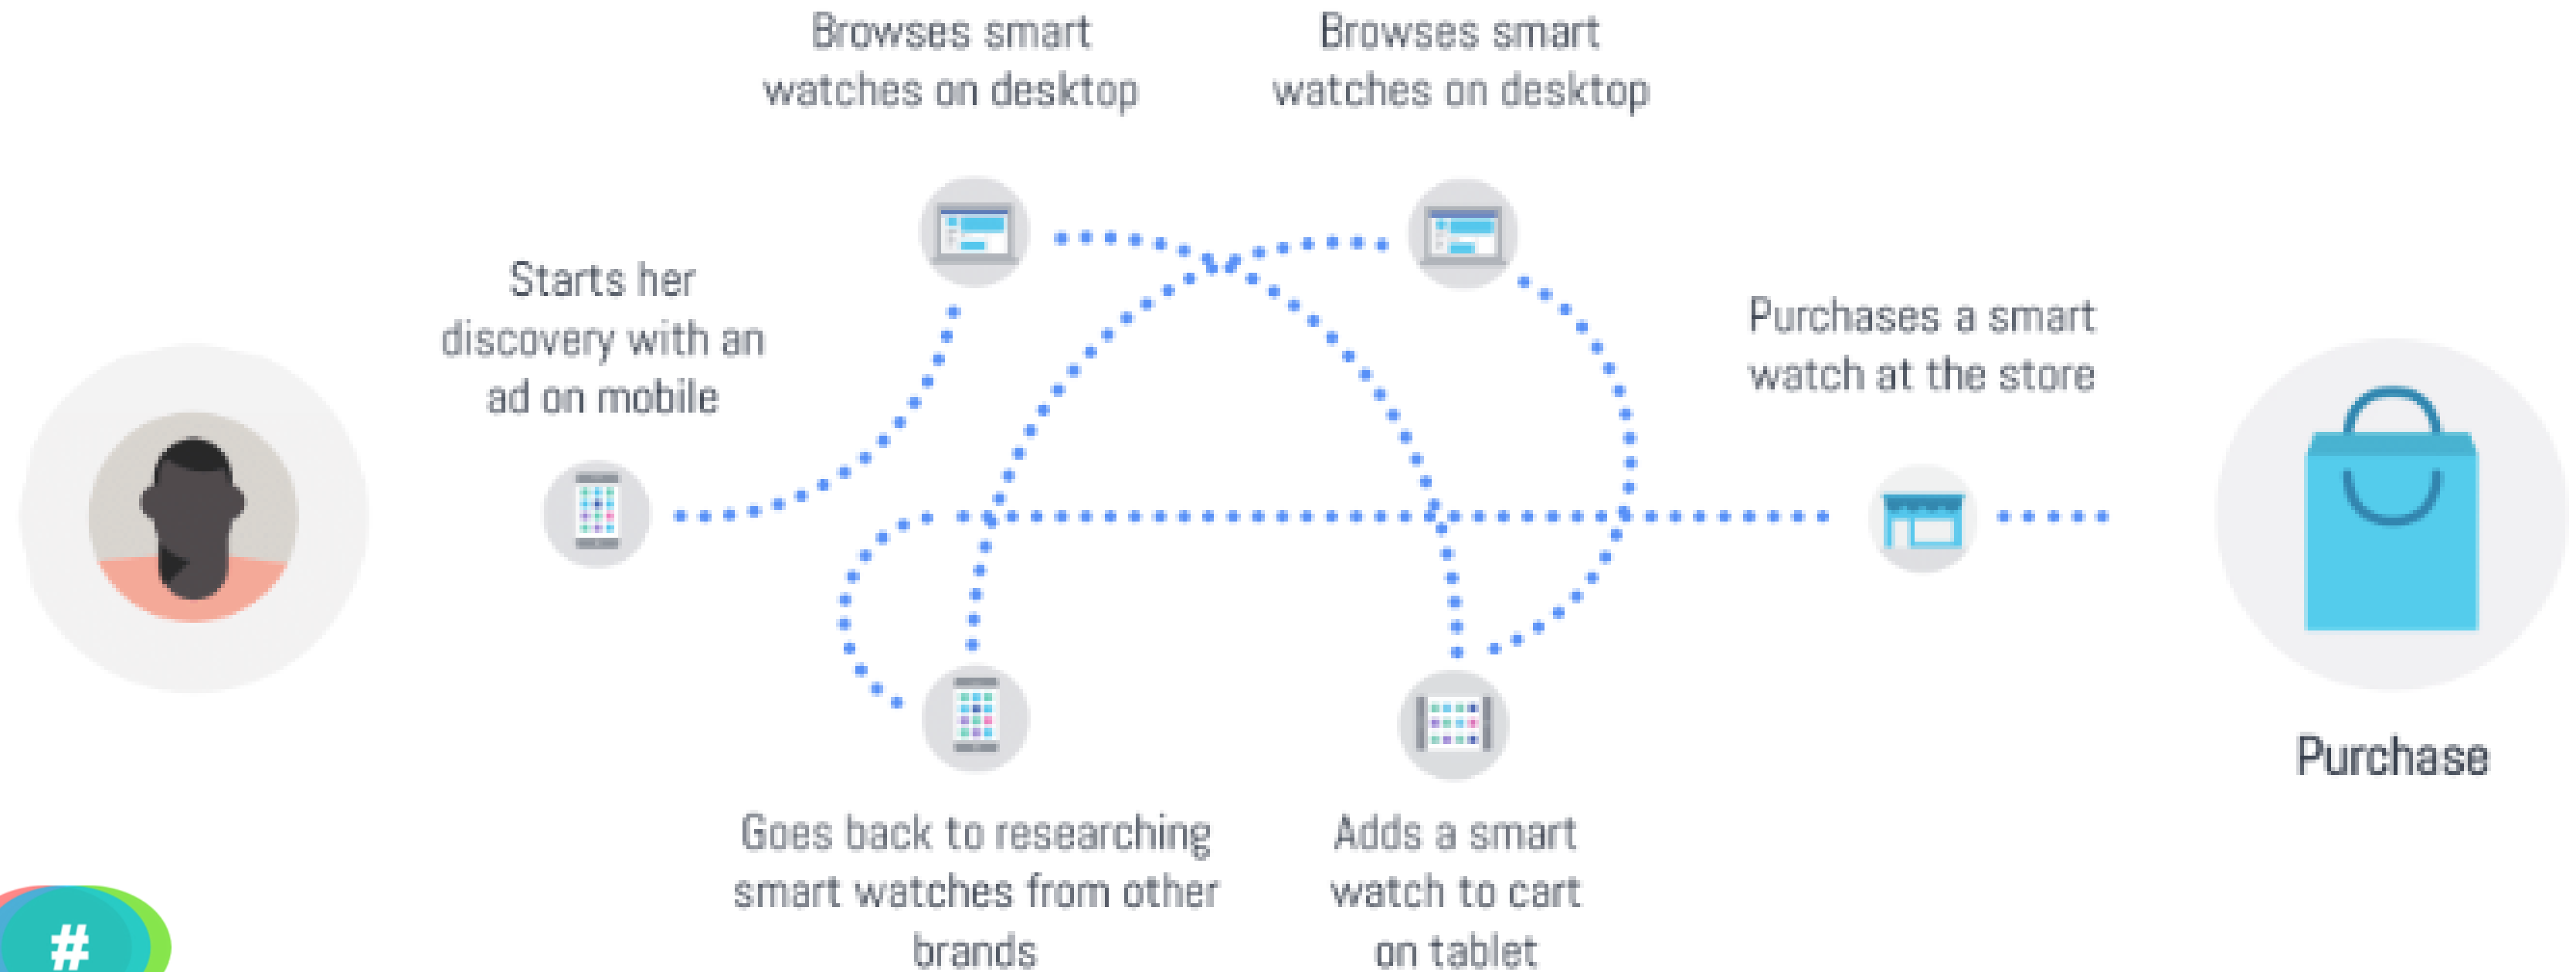 Browses smart
watches on desktop
Browses smart
watches on desktop
Starts her
discovery with an
ad on mobile
Purchases a smart
watch at the store
Purchase
Goes back to researching
smart watches from other
brands
Adds a smart
watch to cart
on tablet
#